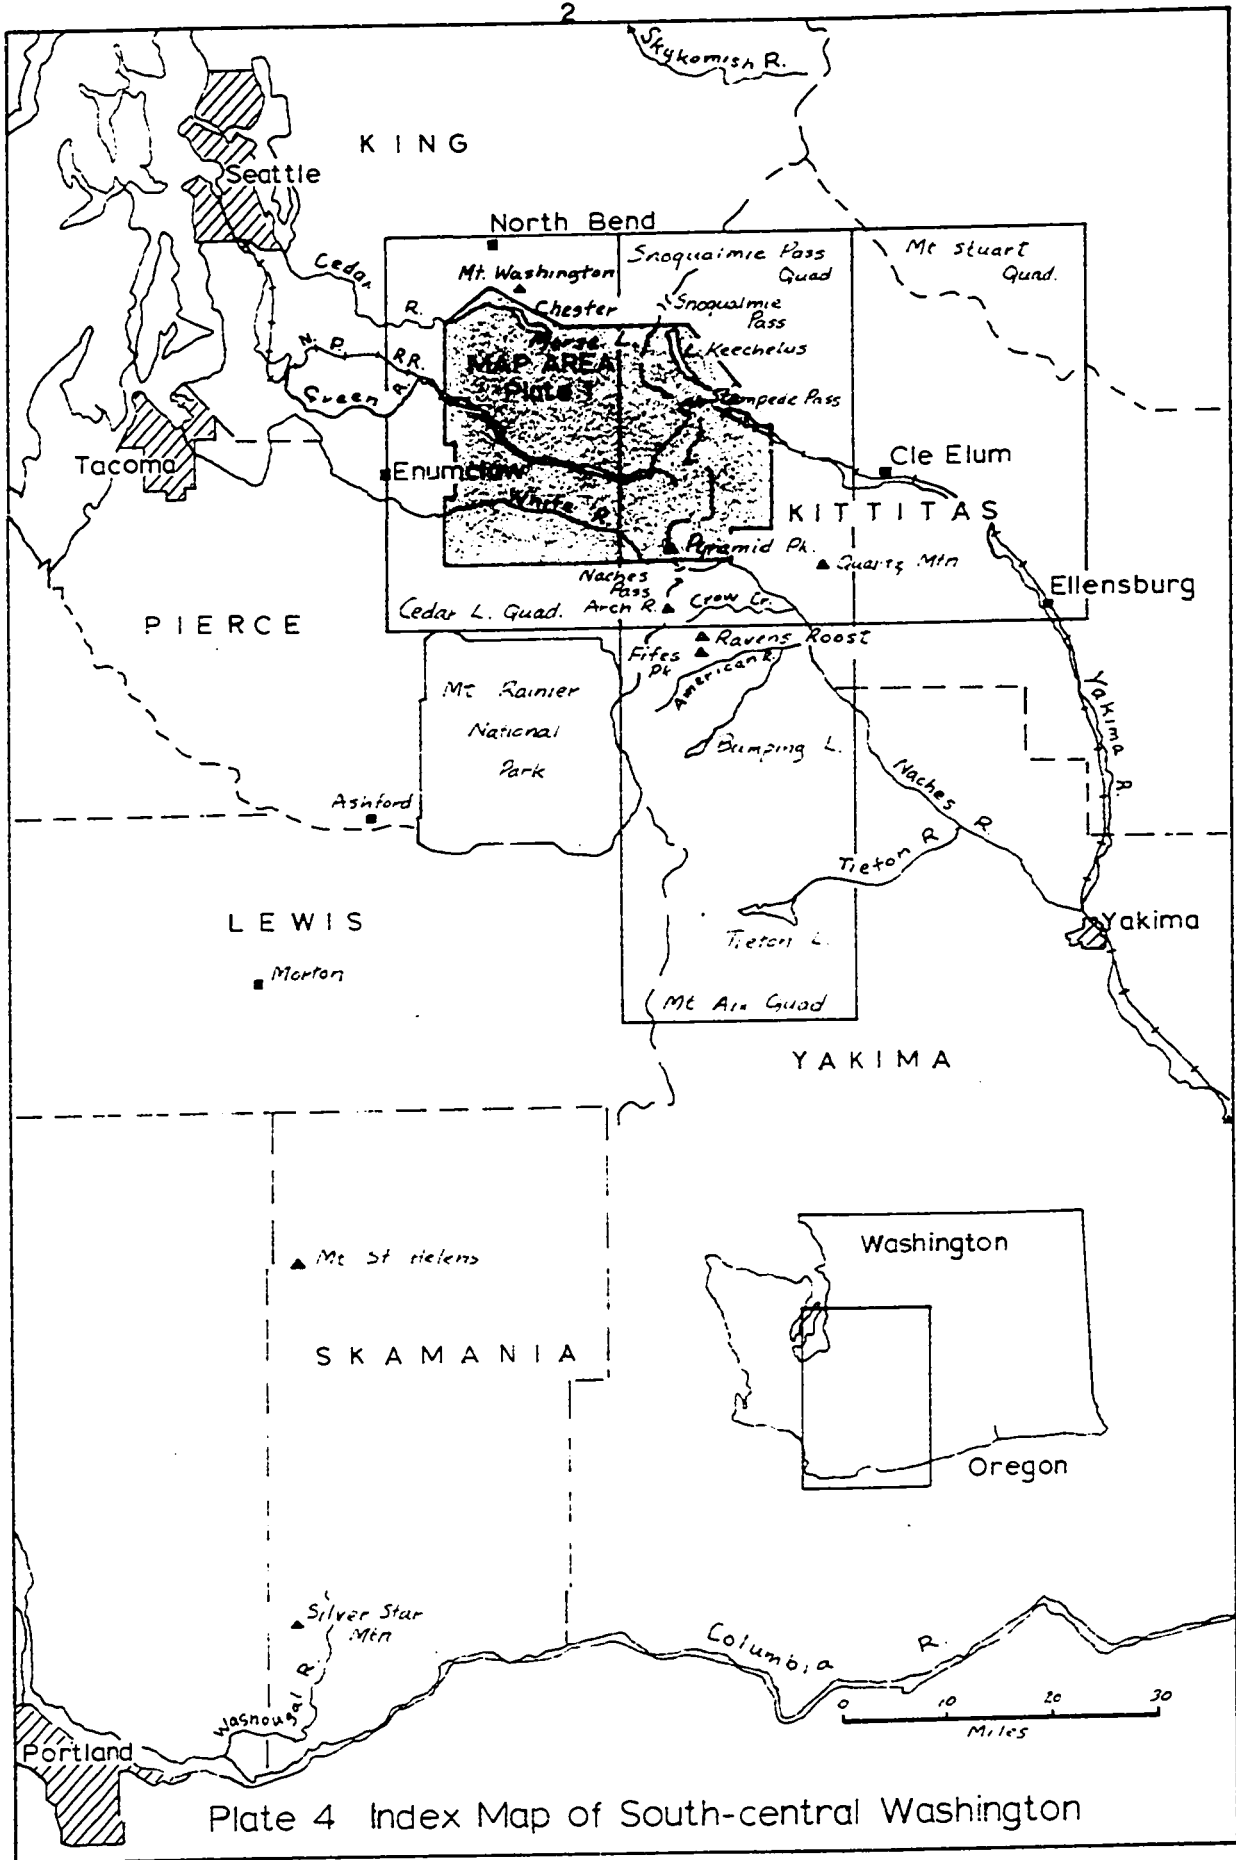 2
Skykomish R.
KING
Seattle
North Bend
Cedar
R.
Mt. Washington
Snoqualmie Pass
Quad
Mt Stuart
Quad.
Chester
Morse L.
Snoqualmie
Pass
L. Keechelus
N. P. RR.
MAP AREA
Plate 1
Green R.
Stampede Pass
Tacoma
Enumclaw
Cle Elum
White R.
KITTITAS
Pyramid Pk.
Quartz Mtn
Naches
Pass
Arch R.
Crow Cr.
Ellensburg
Cedar L. Quad.
PIERCE
Ravens Roost
Fifes
Pk
American R.
Mt Rainier
National
Park
Bumping L.
Yakima R.
Naches R.
Ashford
Tieton R
LEWIS
Yakima
Tieton L.
Morton
Mt Aix Quad
YAKIMA
Mt St Helens
Washington
SKAMANIA
Oregon
Silver Star
Mtn
Columbia R.
Washougal R.
0 10 20 30
Miles
Portland
Plate 4 Index Map of South-central Washington